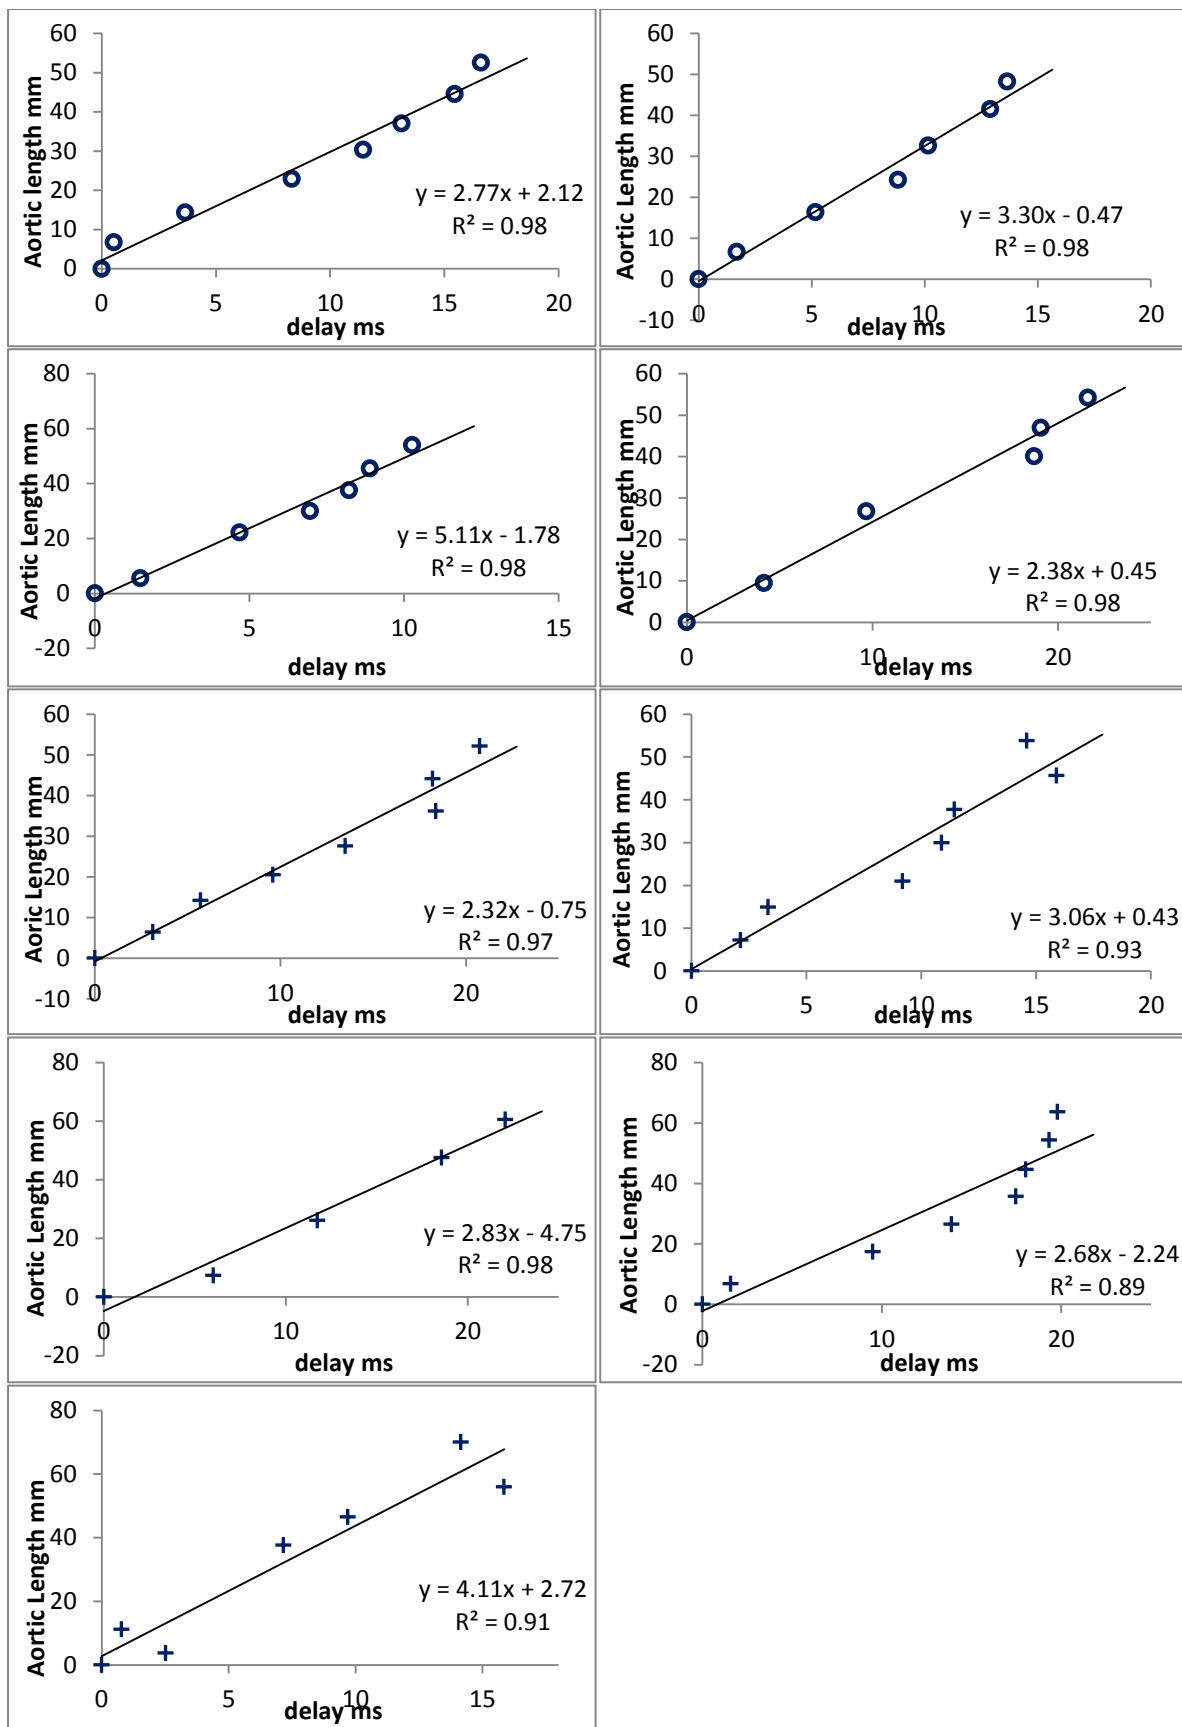 60
50
40
30
20
10
0
0 5 10 15 20
Aortic length mm
delay ms
y = 2.77x + 2.12
R² = 0.98
60
50
40
30
20
10
0
-10
0 5 10 15 20
Aortic Length mm
delay ms
y = 3.30x - 0.47
R² = 0.98
80
60
40
20
0
-20
0 5 10 15
Aortic Length mm
delay ms
y = 5.11x - 1.78
R² = 0.98
60
50
40
30
20
10
0
0 10 20
Aortic Length mm
delay ms
y = 2.38x + 0.45
R² = 0.98
60
50
40
30
20
10
0
-10
0 10 20
Aoric Length mm
delay ms
y = 2.32x - 0.75
R² = 0.97
60
50
40
30
20
10
0
0 5 10 15 20
Aortic Length mm
delay ms
y = 3.06x + 0.43
R² = 0.93
80
60
40
20
0
-20
0 10 20
Aortic Length mm
delay ms
y = 2.83x - 4.75
R² = 0.98
80
60
40
20
0
-20
0 10 20
Aortic Length mm
delay ms
y = 2.68x - 2.24
R² = 0.89
80
60
40
20
0
0 5 10 15
Aortic Length mm
delay ms
y = 4.11x + 2.72
R² = 0.91